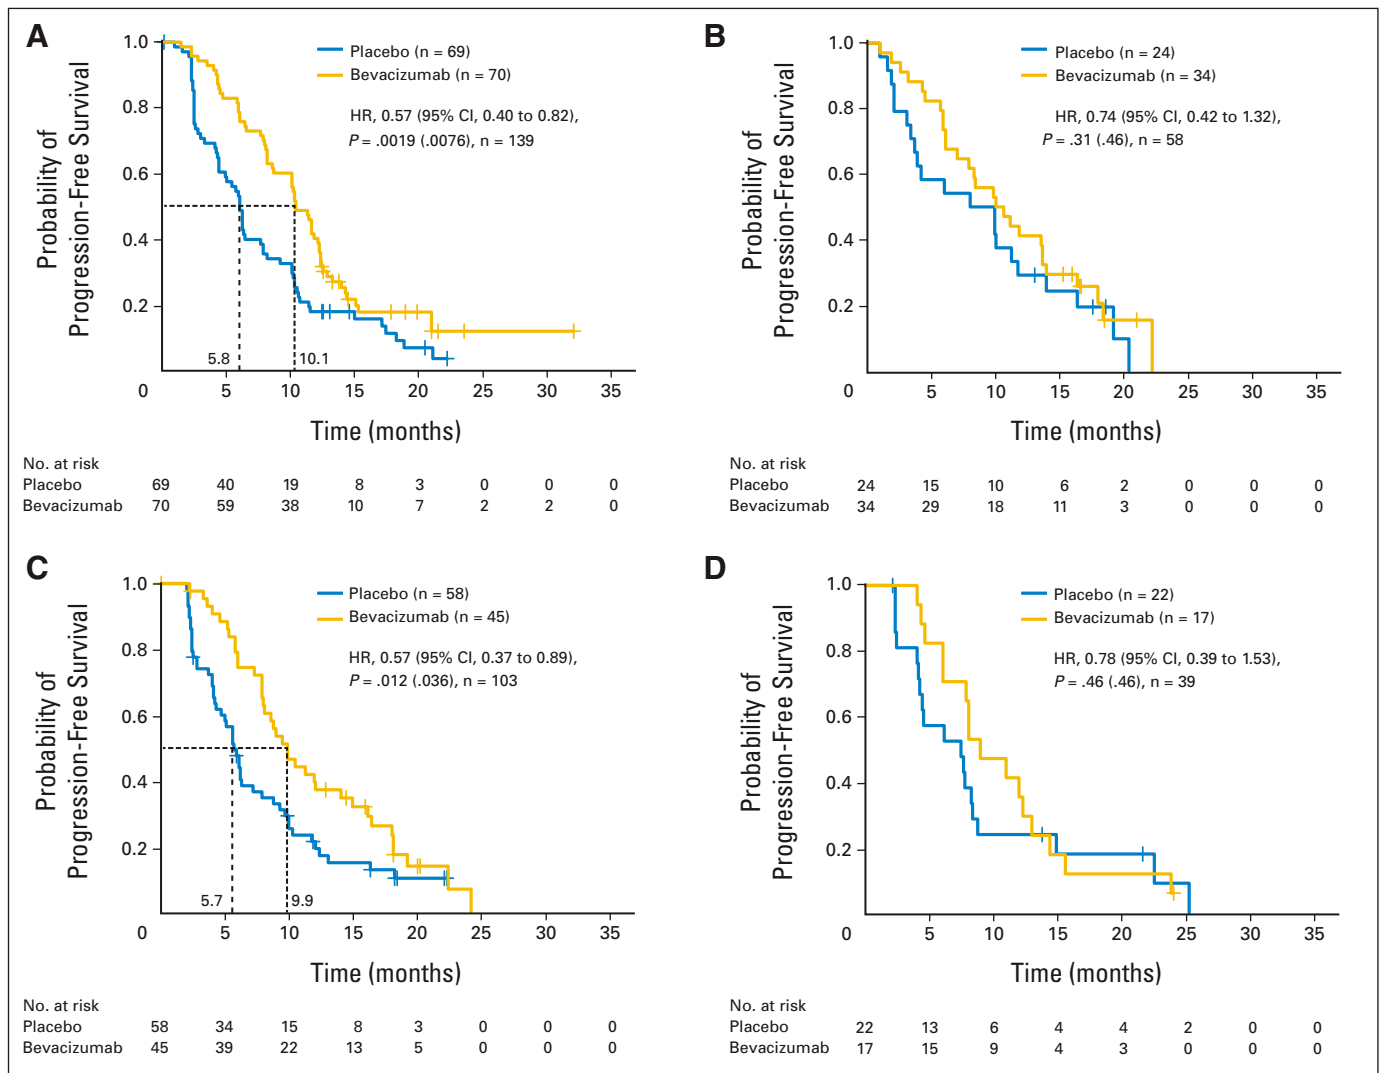 A
Placebo (n = 69)
Bevacizumab (n = 70)
HR, 0.57 (95% CI, 0.40 to 0.82),
P = .0019 (.0076), n = 139
Probability of
Progression-Free Survival
1.0
0.8
0.6
0.4
0.2
5.8
10.1
0 5 10 15 20 25 30 35
Time (months)
No. at risk
Placebo 69 40 19 8 3 0 0 0
Bevacizumab 70 59 38 10 7 2 2 0
B
Placebo (n = 24)
Bevacizumab (n = 34)
HR, 0.74 (95% CI, 0.42 to 1.32),
P = .31 (.46), n = 58
Probability of
Progression-Free Survival
1.0
0.8
0.6
0.4
0.2
0 5 10 15 20 25 30 35
Time (months)
No. at risk
Placebo 24 15 10 6 2 0 0 0
Bevacizumab 34 29 18 11 3 0 0 0
C
Placebo (n = 58)
Bevacizumab (n = 45)
HR, 0.57 (95% CI, 0.37 to 0.89),
P = .012 (.036), n = 103
Probability of
Progression-Free Survival
1.0
0.8
0.6
0.4
0.2
5.7
9.9
0 5 10 15 20 25 30 35
Time (months)
No. at risk
Placebo 58 34 15 8 3 0 0 0
Bevacizumab 45 39 22 13 5 0 0 0
D
Placebo (n = 22)
Bevacizumab (n = 17)
HR, 0.78 (95% CI, 0.39 to 1.53),
P = .46 (.46), n = 39
Probability of
Progression-Free Survival
1.0
0.8
0.6
0.4
0.2
0 5 10 15 20 25 30 35
Time (months)
No. at risk
Placebo 22 13 6 4 4 2 0 0
Bevacizumab 17 15 9 4 3 0 0 0